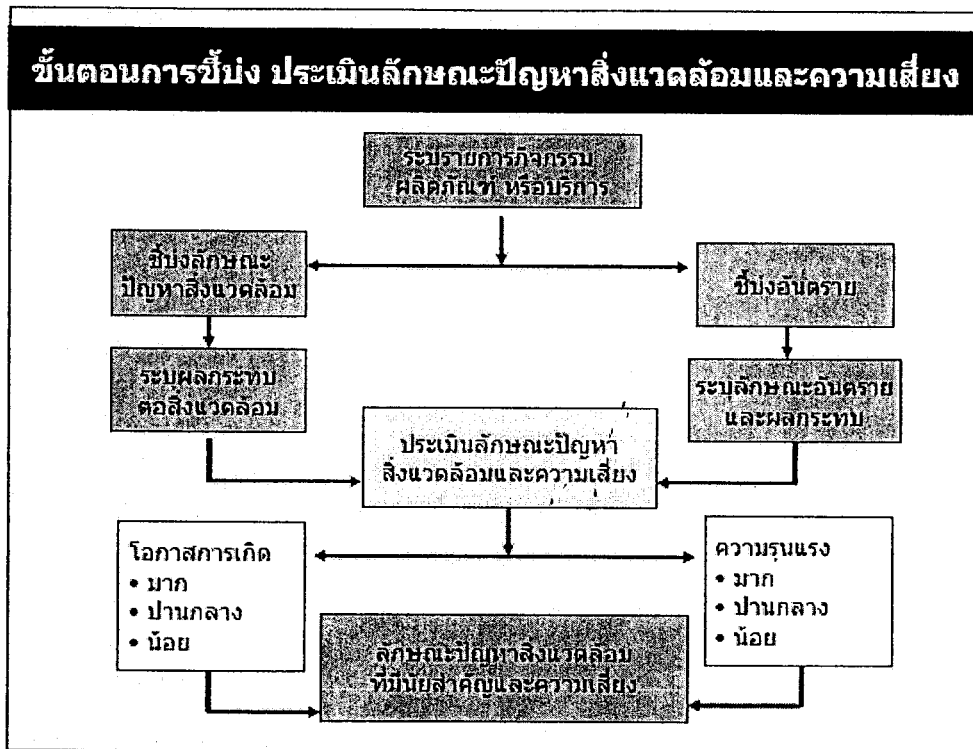 ขั้นตอนการชี้บ่ง ประเมินลักษณะปัญหาสิ่งแวดล้อมและความเสี่ยง
ระบุรายการกิจกรรม
ผลิตภัณฑ์ หรือบริการ
ชี้บ่งลักษณะ
ปัญหาสิ่งแวดล้อม
ชี้บ่งอันตราย
ระบุผลกระทบ
ต่อสิ่งแวดล้อม
ระบุลักษณะอันตราย
และผลกระทบ
ประเมินลักษณะปัญหา
สิ่งแวดล้อมและความเสี่ยง
โอกาสการเกิด
• มาก
• ปานกลาง
• น้อย
ความรุนแรง
• มาก
• ปานกลาง
• น้อย
ลักษณะปัญหาสิ่งแวดล้อม
ที่มีนัยสำคัญและความเสี่ยง